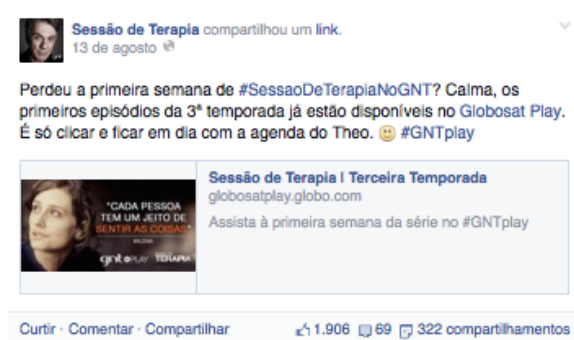 Sessão de Terapia compartilhou um link.
13 de agosto
Perdeu a primeira semana de #SessaoDeTerapiaNoGNT? Calma, os
primeiros episódios da 3ª temporada já estão disponíveis no Globosat Play.
É só clicar e ficar em dia com a agenda do Theo. #GNTplay
"CADA PESSOA
TEM UM JEITO DE
SENTIR AS COISAS"
MILENA
gnt PLAY TERAPIA
Sessão de Terapia | Terceira Temporada
globosatplay.globo.com
Assista à primeira semana da série no #GNTplay
Curtir · Comentar · Compartilhar 1.906 69 322 compartilhamentos